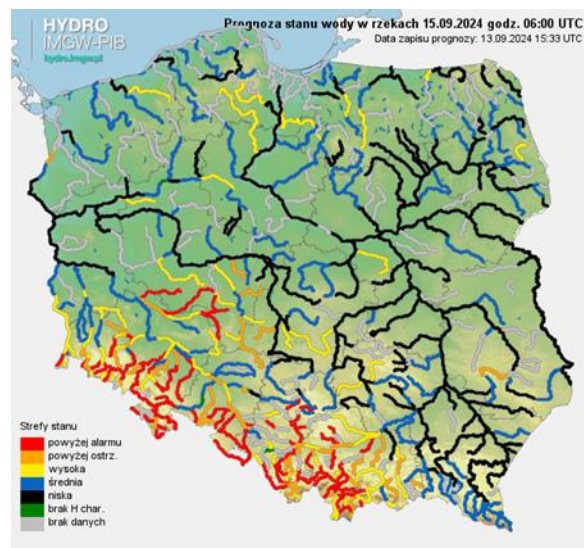 HYDRO
IMGW-PIB
hydro.imgw.pl
Prognoza stanu wody w rzekach 15.09.2024 godz. 06:00 UTC
Data zapisu prognozy: 13.09.2024 15:33 UTC
Strefy stanu
powyżej alarmu
powyżej ostrz.
wysoka
średnia
niska
brak H char.
brak danych